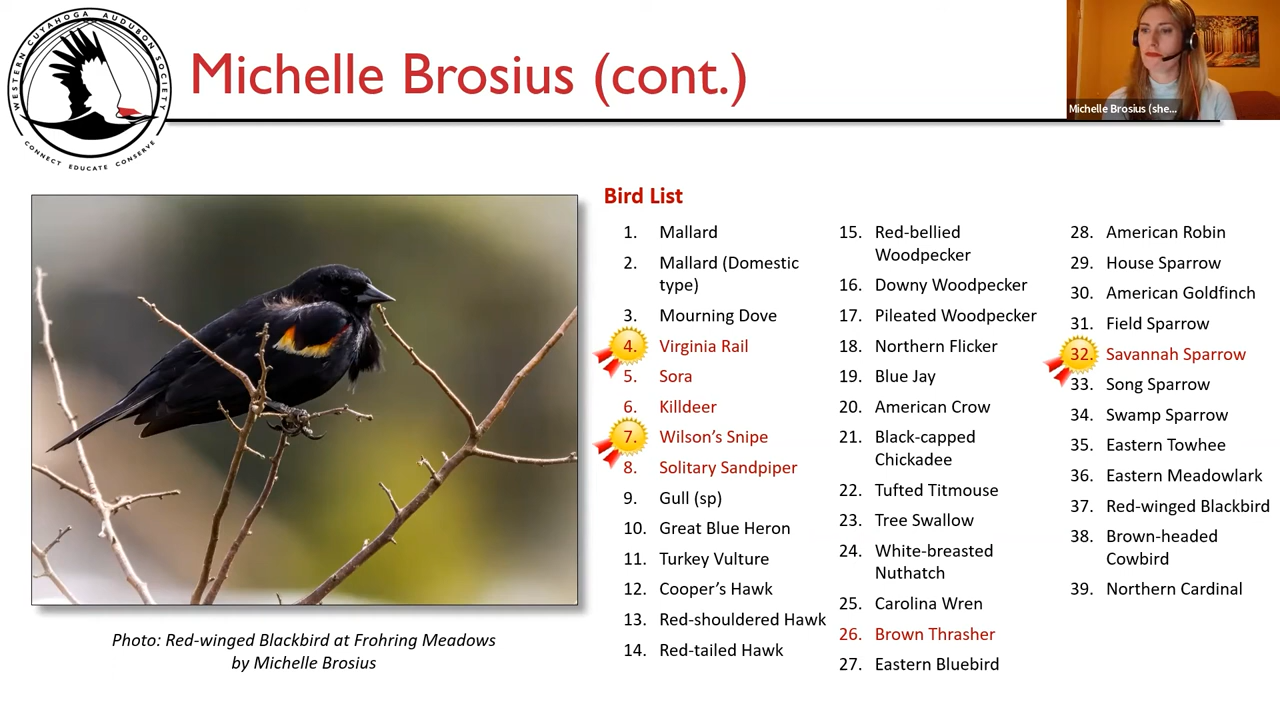 WESTERN CUYAHOGA AUDUBON SOCIETY
CONNECT EDUCATE CONSERVE
Michelle Brosius (cont.)
Michelle Brosius (she...
Bird List
1. Mallard
2. Mallard (Domestic
type)
3. Mourning Dove
4. Virginia Rail
5. Sora
6. Killdeer
7. Wilson's Snipe
8. Solitary Sandpiper
9. Gull (sp)
10. Great Blue Heron
11. Turkey Vulture
12. Cooper's Hawk
13. Red-shouldered Hawk
14. Red-tailed Hawk
15. Red-bellied
Woodpecker
16. Downy Woodpecker
17. Pileated Woodpecker
18. Northern Flicker
19. Blue Jay
20. American Crow
21. Black-capped
Chickadee
22. Tufted Titmouse
23. Tree Swallow
24. White-breasted
Nuthatch
25. Carolina Wren
26. Brown Thrasher
27. Eastern Bluebird
28. American Robin
29. House Sparrow
30. American Goldfinch
31. Field Sparrow
32. Savannah Sparrow
33. Song Sparrow
34. Swamp Sparrow
35. Eastern Towhee
36. Eastern Meadowlark
37. Red-winged Blackbird
38. Brown-headed
Cowbird
39. Northern Cardinal
Photo: Red-winged Blackbird at Frohring Meadows
by Michelle Brosius